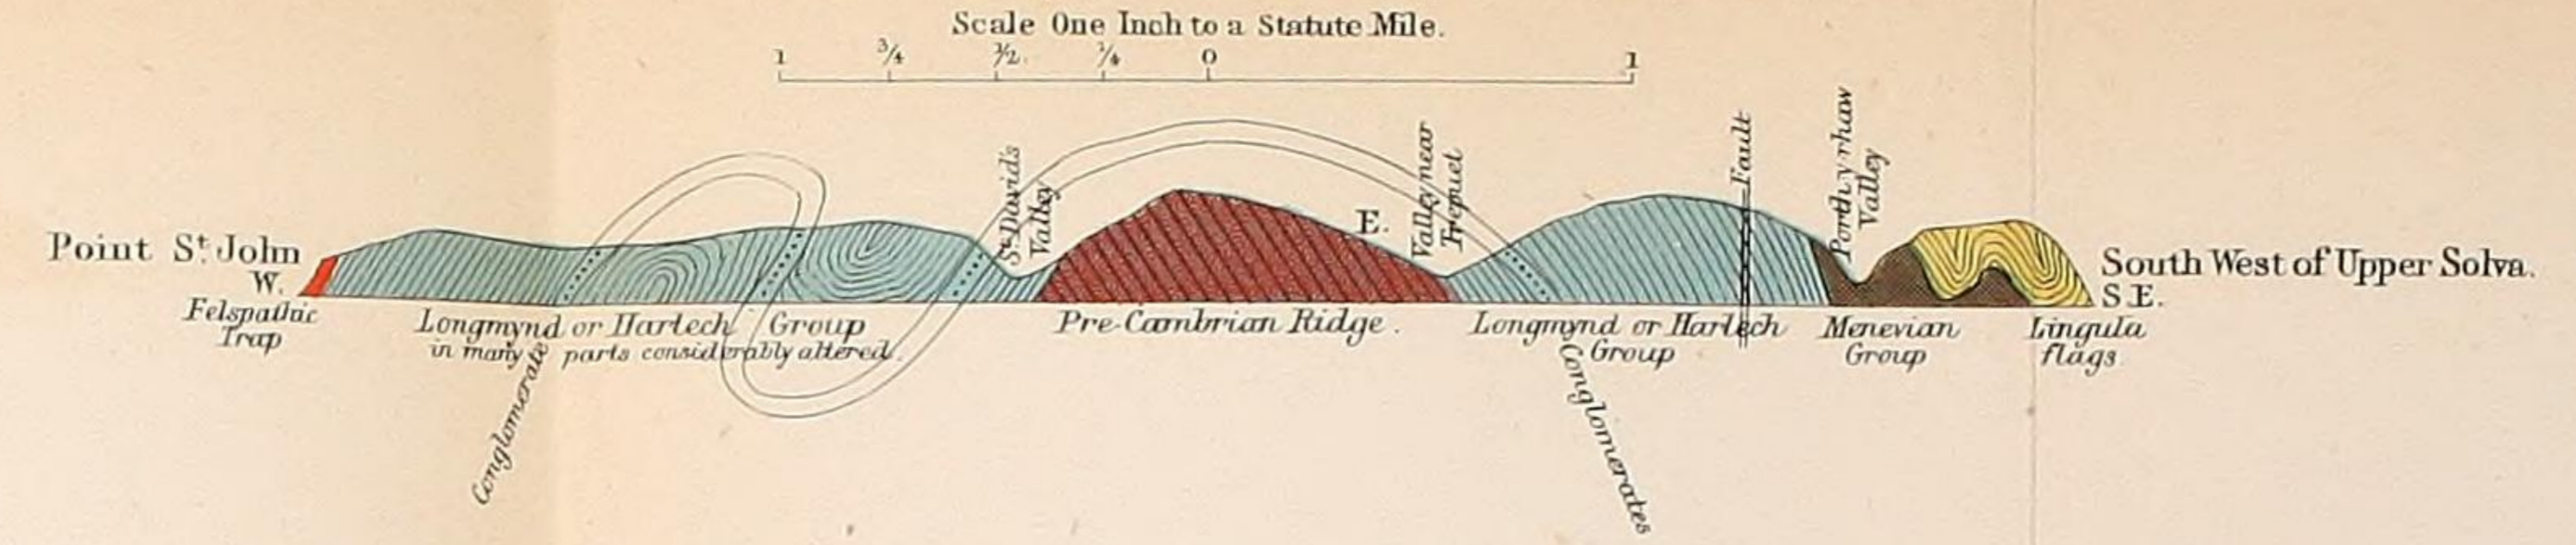 Scale One Inch to a Statute Mile.
1 3/4 1/2 1/4 0 1
Point St. John
W.
St. Davids
Valley
E.
Valley near
Trepuet
Fault
Porth y rhaw
Valley
South West of Upper Solva.
S.E.
Felspathic
Trap
Longmynd or Harlech Group
in many parts considerably altered.
Conglomerate
Pre-Cambrian Ridge.
Longmynd or Harlech
Group
Conglomerates
Menevian
Group
Lingula
flags